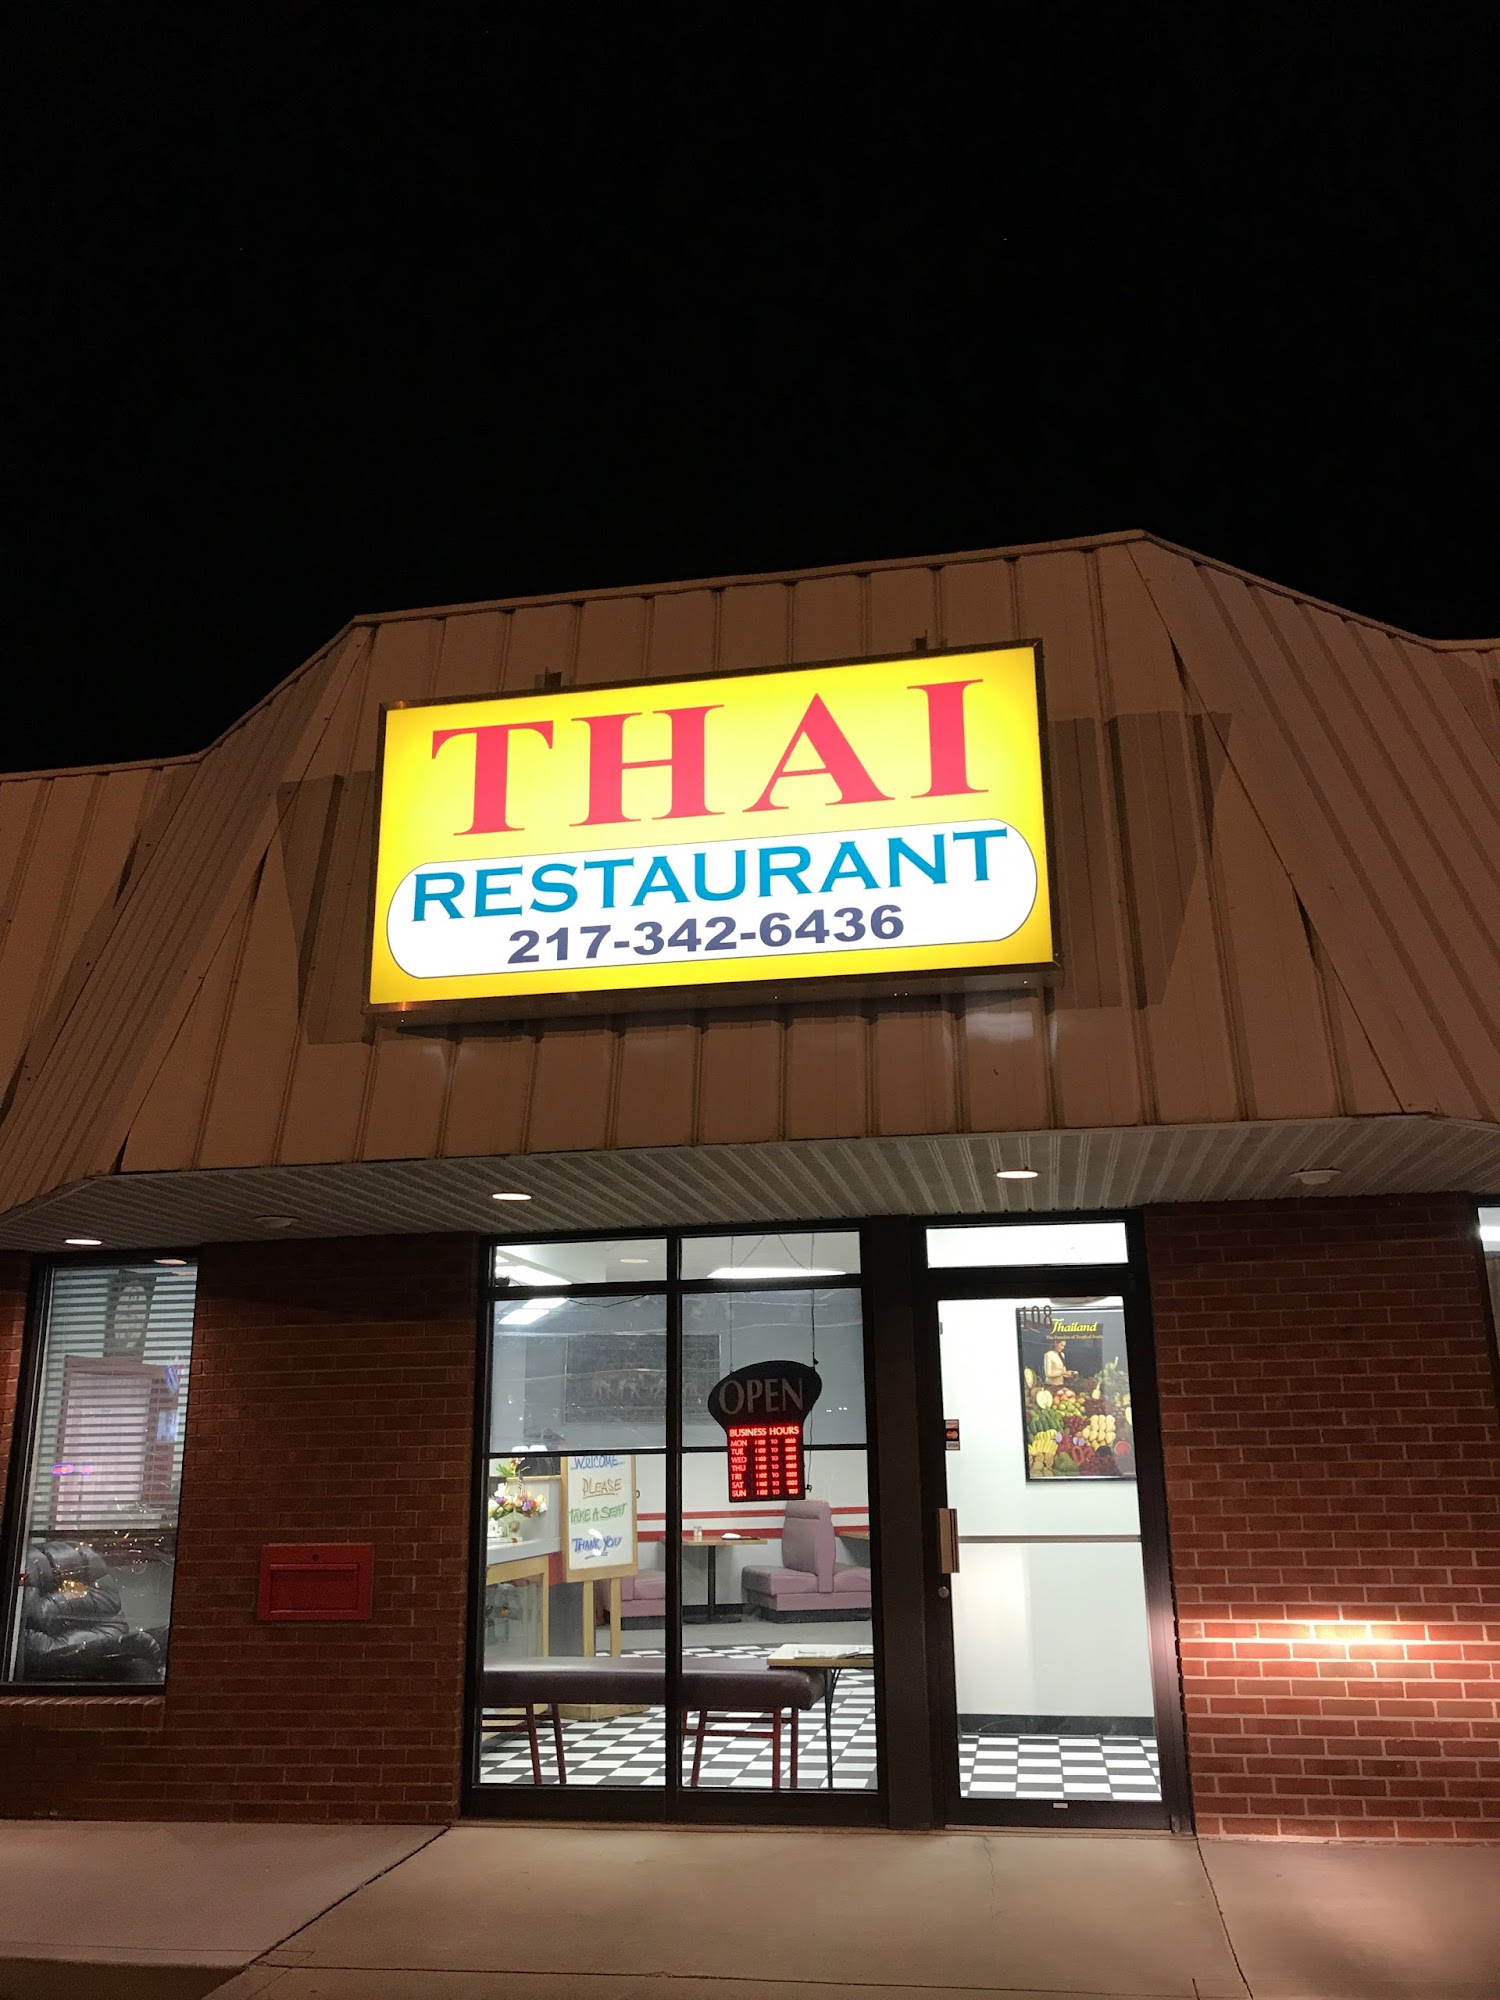 THAI
RESTAURANT
217-342-6436
108
Thailand
OPEN
BUSINESS HOURS
MON
TUE
WED
THU
FRI
SAT
SUN
WELCOME...
PLEASE
TAKE A SEAT
THANK YOU!
VISA